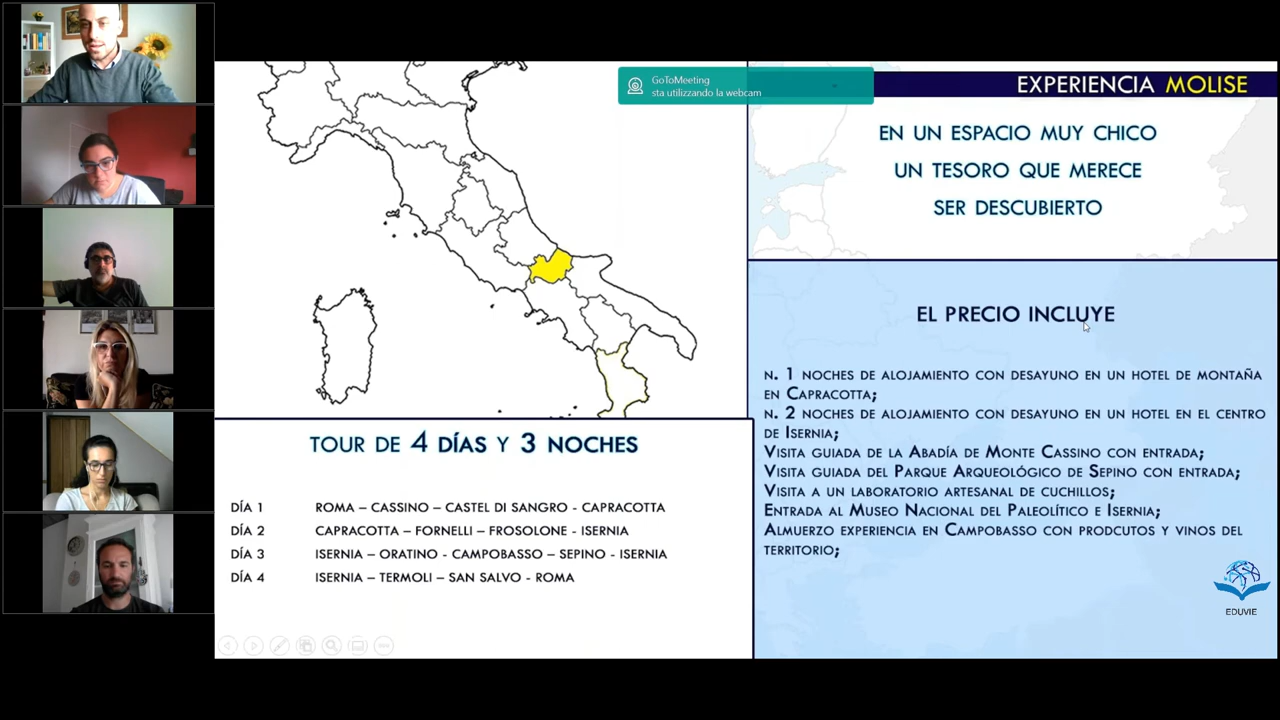 GoToMeeting
sta utilizzando la webcam
EXPERIENCIA MOLISE
EN UN ESPACIO MUY CHICO
UN TESORO QUE MERECE
SER DESCUBIERTO
EL PRECIO INCLUYE
N. 1 NOCHES DE ALOJAMIENTO CON DESAYUNO EN UN HOTEL DE MONTAÑA
EN CAPRACOTTA;
N. 2 NOCHES DE ALOJAMIENTO CON DESAYUNO EN UN HOTEL EN EL CENTRO
DE ISERNIA;
VISITA GUIADA DE LA ABADÍA DE MONTE CASSINO CON ENTRADA;
VISITA GUIADA DEL PARQUE ARQUEOLÓGICO DE SEPINO CON ENTRADA;
VISITA A UN LABORATORIO ARTESANAL DE CUCHILLOS;
ENTRADA AL MUSEO NACIONAL DEL PALEOLÍTICO E ISERNIA;
ALMUERZO EXPERIENCIA EN CAMPOBASSO CON PRODCUTOS Y VINOS DEL
TERRITORIO;
EDUVIE
TOUR DE 4 DÍAS Y 3 NOCHES
DÍA 1 ROMA – CASSINO – CASTEL DI SANGRO - CAPRACOTTA
DÍA 2 CAPRACOTTA – FORNELLI – FROSOLONE - ISERNIA
DÍA 3 ISERNIA – ORATINO - CAMPOBASSO – SEPINO - ISERNIA
DÍA 4 ISERNIA – TERMOLI – SAN SALVO - ROMA